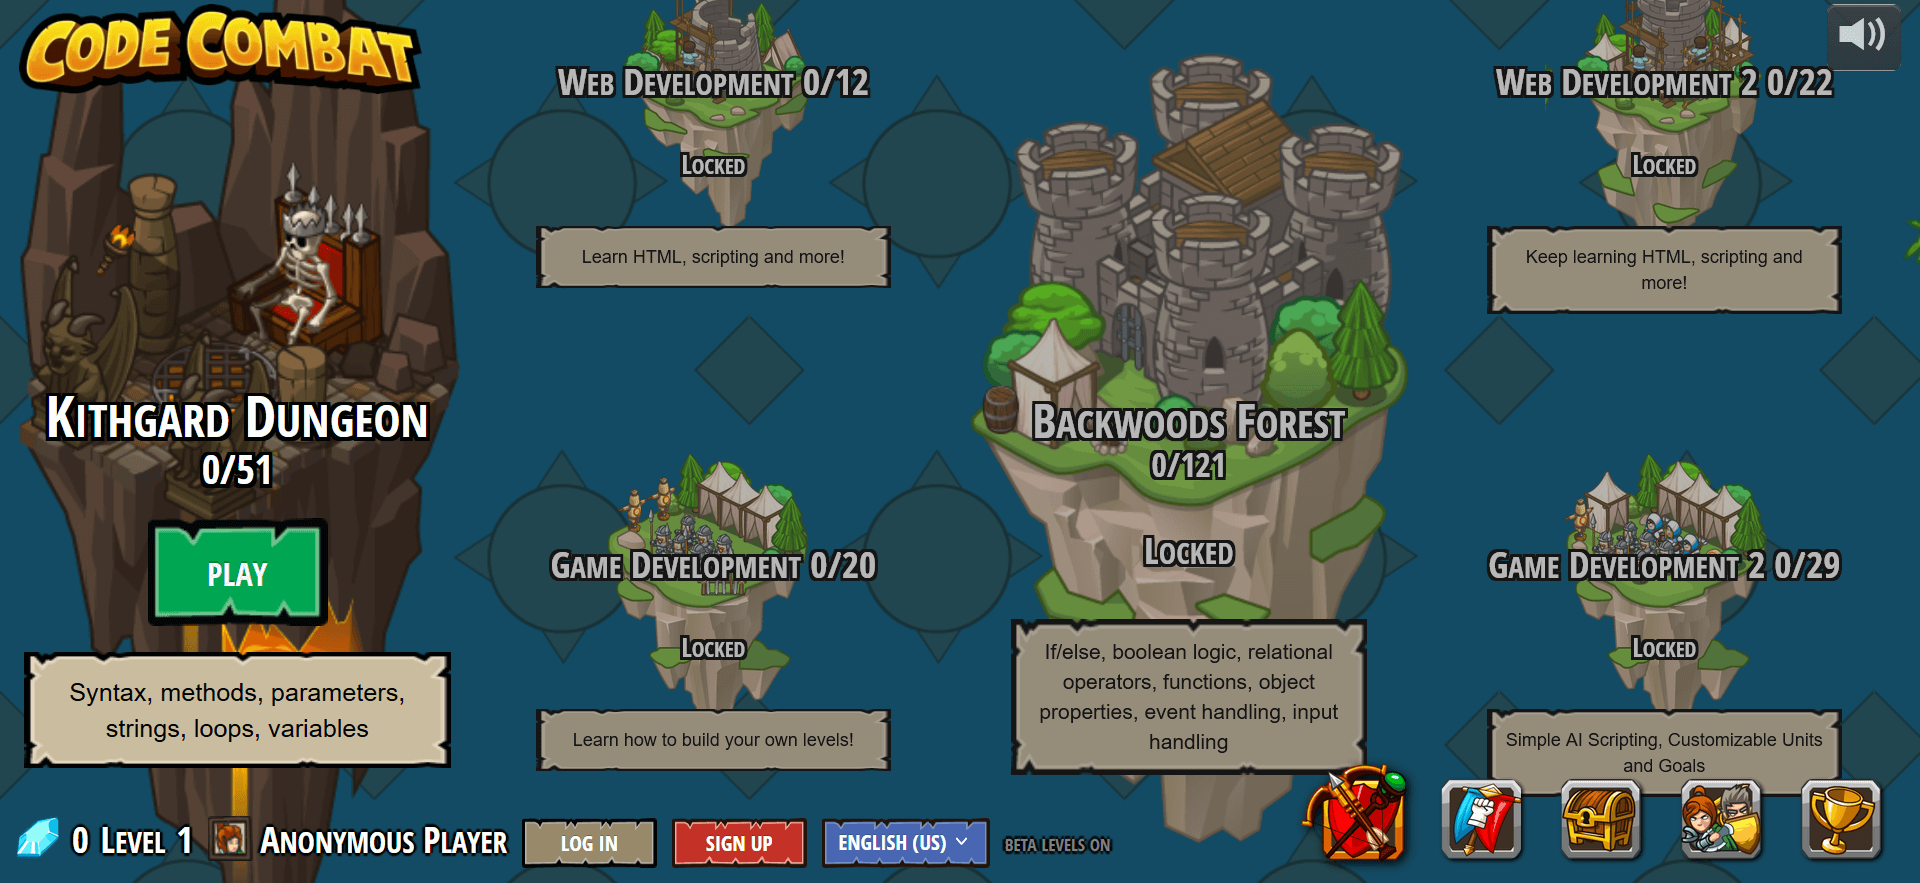 CODE COMBAT
WEB DEVELOPMENT 0/12
LOCKED
Learn HTML, scripting and more!
WEB DEVELOPMENT 2 0/22
LOCKED
Keep learning HTML, scripting and
more!
KITHGARD DUNGEON
0/51
PLAY
Syntax, methods, parameters,
strings, loops, variables
GAME DEVELOPMENT 0/20
LOCKED
Learn how to build your own levels!
BACKWOODS FOREST
0/121
LOCKED
If/else, boolean logic, relational
operators, functions, object
properties, event handling, input
handling
GAME DEVELOPMENT 2 0/29
LOCKED
Simple AI Scripting, Customizable Units
and Goals
0 LEVEL 1 ANONYMOUS PLAYER
LOG IN
SIGN UP
ENGLISH (US)
BETA LEVELS ON